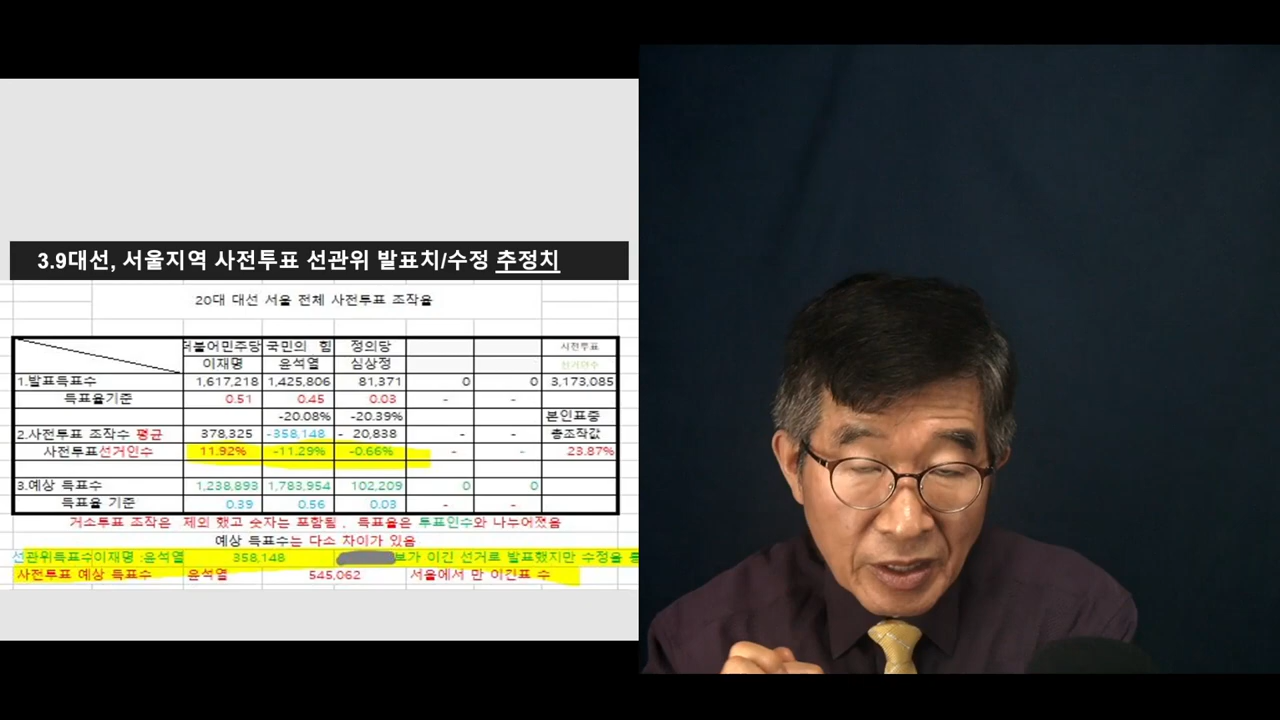 3.9대선, 서울지역 사전투표 선관위 발표치/수정 추정치
20대 대선 서울 전체 사전투표 조작율
더불어민주당 국민의 힘 정의당 사전투표
이재명 윤석열 심상정 선거인수
1.발표득표수 1,617,218 1,425,806 81,371 0 0 3,173,085
득표율기준 0.51 0.45 0.03 - -
-20.08% -20.39% 본인표중
2.사전투표 조작수 평균 378,325 -358,148 - 20,838 - - 총조작값
사전투표선거인수 11.92% -11.29% -0.66% - - 23.87%
3.예상 득표수 1,238,893 1,783,954 102,209 0 0
득표율 기준 0.39 0.56 0.03 - -
거소투표 조작은 제외 했고 숫자는 포함됨 . 득표율은 투표인수와 나누어졌음
예상 득표수는 다소 차이가 있음
선관위득표수이재명 :윤석열 358,148 보가 이긴 선거로 발표했지만 수정을
사전투표 예상 득표수 윤석열 545,062 서울에서 만 이긴표 수